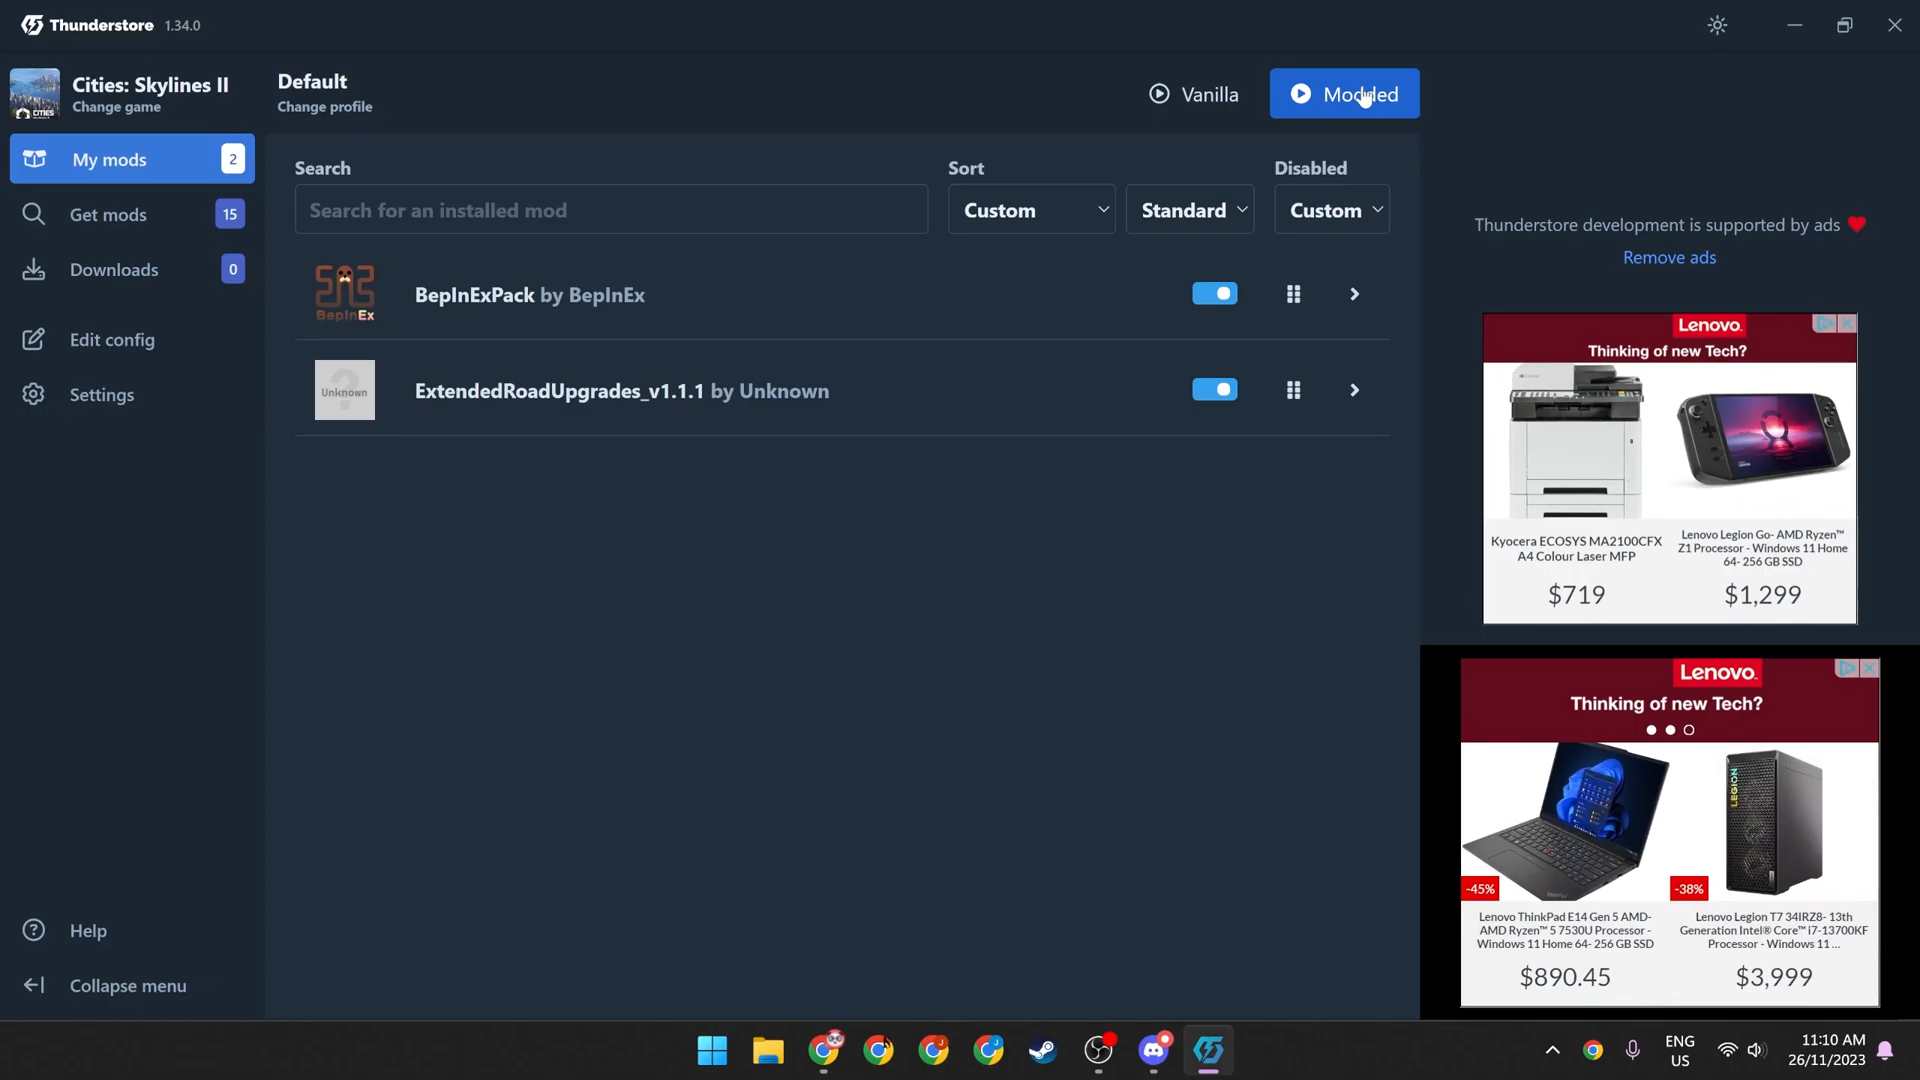 Thunderstore 1.34.0
Cities: Skylines II
Change game
Default
Change profile
Vanilla
Modded
My mods 2
Get mods 15
Downloads 0
Edit config
Settings
Help
Collapse menu
Search
Search for an installed mod
Sort
Custom
Standard
Disabled
Custom
BepInEx
BepInExPack by BepInEx
Unknown
ExtendedRoadUpgrades_v1.1.1 by Unknown
Thunderstore development is supported by ads
Remove ads
Lenovo
Thinking of new Tech?
Kyocera ECOSYS MA2100CFX
A4 Colour Laser MFP
$719
Lenovo Legion Go- AMD Ryzen™
Z1 Processor - Windows 11 Home
64- 256 GB SSD
$1,299
Lenovo
Thinking of new Tech?
LEGION
-45%
-38%
Lenovo ThinkPad E14 Gen 5 AMD-
AMD Ryzen™ 5 7530U Processor -
Windows 11 Home 64- 256 GB SSD
$890.45
Lenovo Legion T7 34IRZ8- 13th
Generation Intel® Core™ i7-13700KF
Processor - Windows 11 ...
$3,999
ENG
US
11:10 AM
26/11/2023